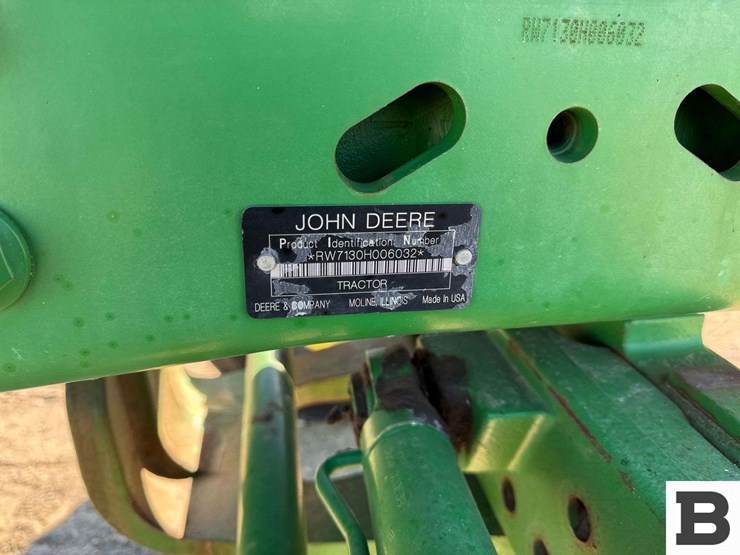 RW7130H006032
JOHN DEERE
Product Identification Number
*RW7130H006032*
TRACTOR
DEERE & COMPANY MOLINE, ILLINOIS Made in USA
B